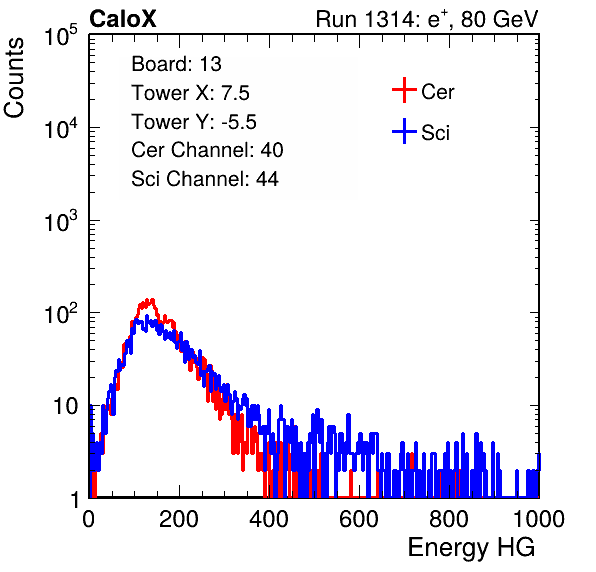 CaloX Run 1314: e+, 80 GeV
Counts
10^5
10^4
10^3
10^2
10
1
Board: 13
Tower X: 7.5
Tower Y: -5.5
Cer Channel: 40
Sci Channel: 44
Cer
Sci
0 200 400 600 800 1000
Energy HG